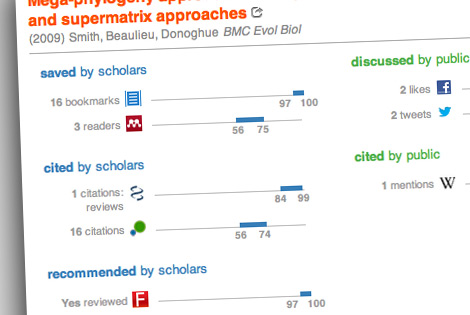 Mega-phylogeny
and supermatrix approaches
(2009) Smith, Beaulieu, Donoghue BMC Evol Biol
saved by scholars
16 bookmarks
97 100
3 readers
56 75
cited by scholars
1 citations:
reviews
84 99
16 citations
56 74
recommended by scholars
Yes reviewed F
97 100
discussed by public
2 likes f
2 tweets
cited by public
1 mentions W